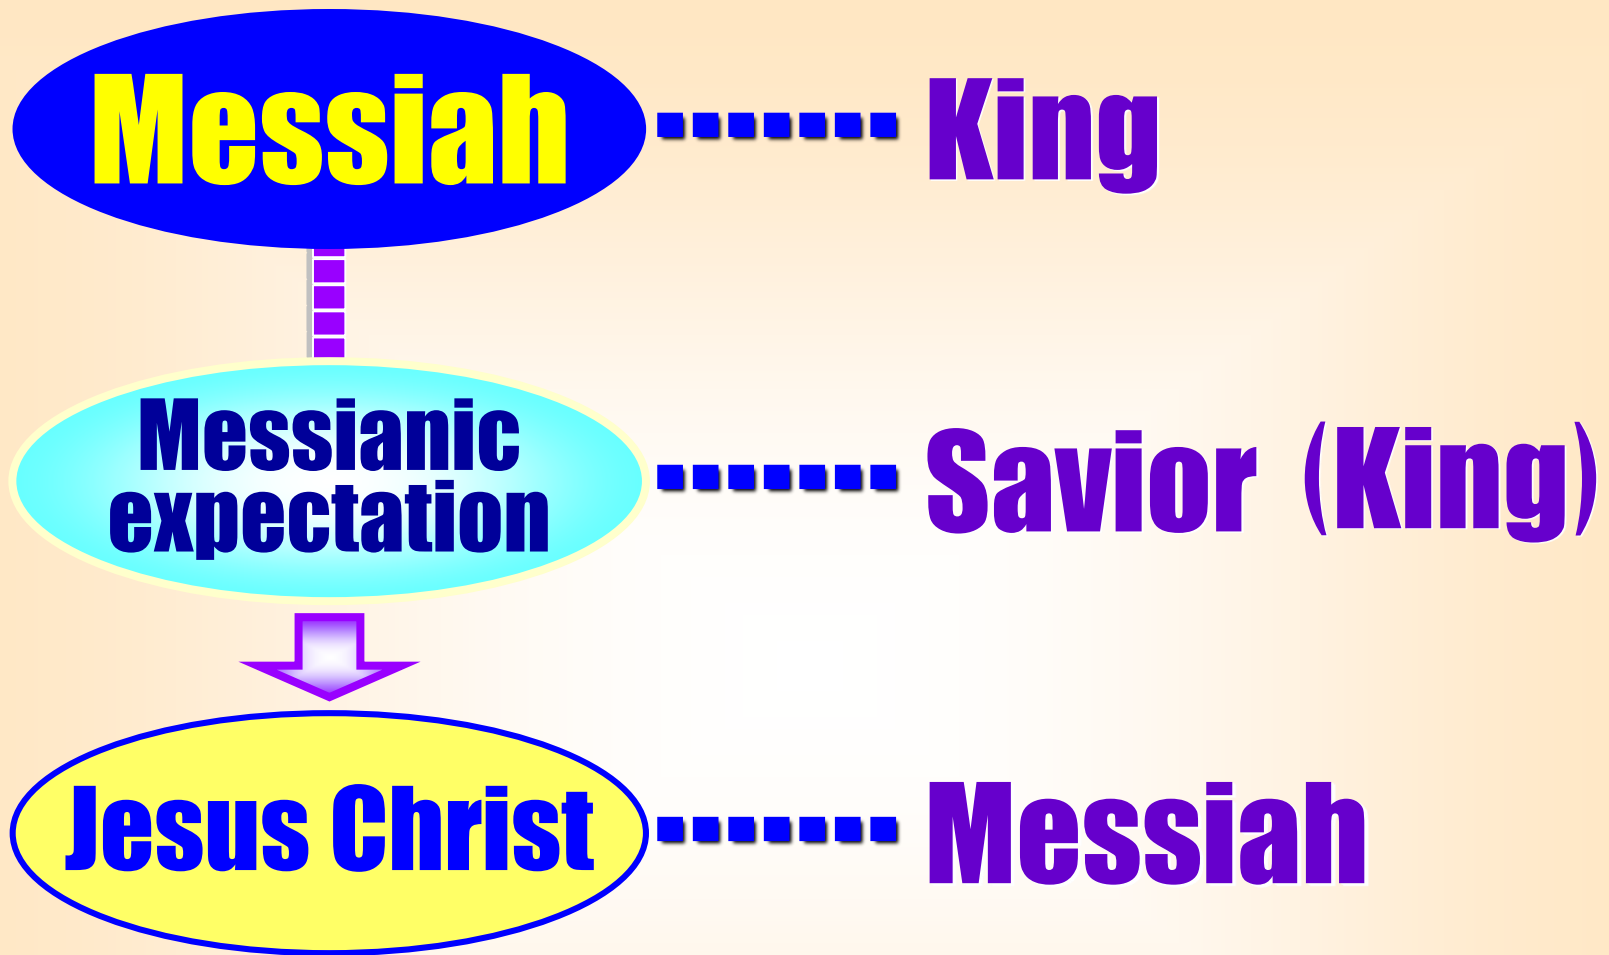 Messiah
King
Messianic
expectation
Savior (King)
Jesus Christ
Messiah